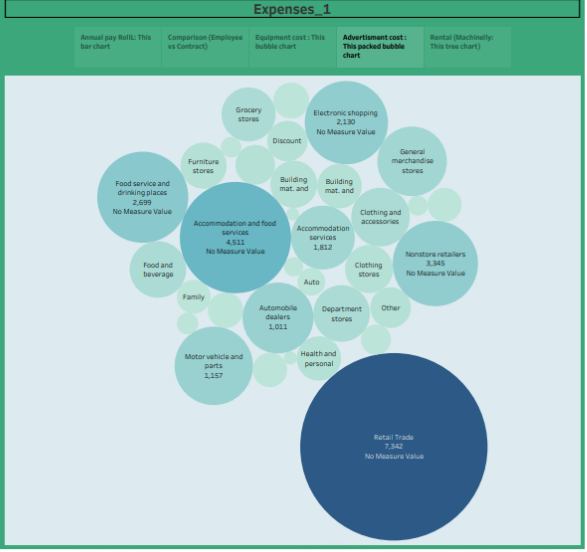 Expenses_1
Annual pay RollL: This
bar chart
Comparison (Employee
vs Contract)
Equipment cost : This
bubble chart
Advertisment cost :
This packed bubble
chart
Rental (Machinelly:
This tree chart)
Grocery
stores
Electronic shopping
2,130
No Measure Value
Discount
General
merchandise
stores
Furniture
stores
Building
mat. and
Building
mat. and
Food service and
drinking places
2,699
No Measure Value
Clothing and
accessories
Accommodation and food
services
4,511
No Measure Value
Accommodation
services
1,812
Nonstore retailers
3,345
No Measure Value
Food and
beverage
Clothing
stores
Auto
Family
Automobile
dealers
1,011
Department
stores
Other
Motor vehicle and
parts
1,157
Health and
personal
Retail Trade
7,342
No Measure Value